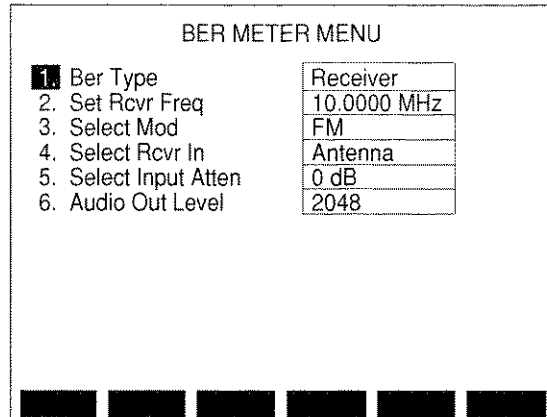 BER METER MENU
1. Ber Type Receiver
2. Set Rcvr Freq 10.0000 MHz
3. Select Mod FM
4. Select Rcvr In Antenna
5. Select Input Atten 0 dB
6. Audio Out Level 2048